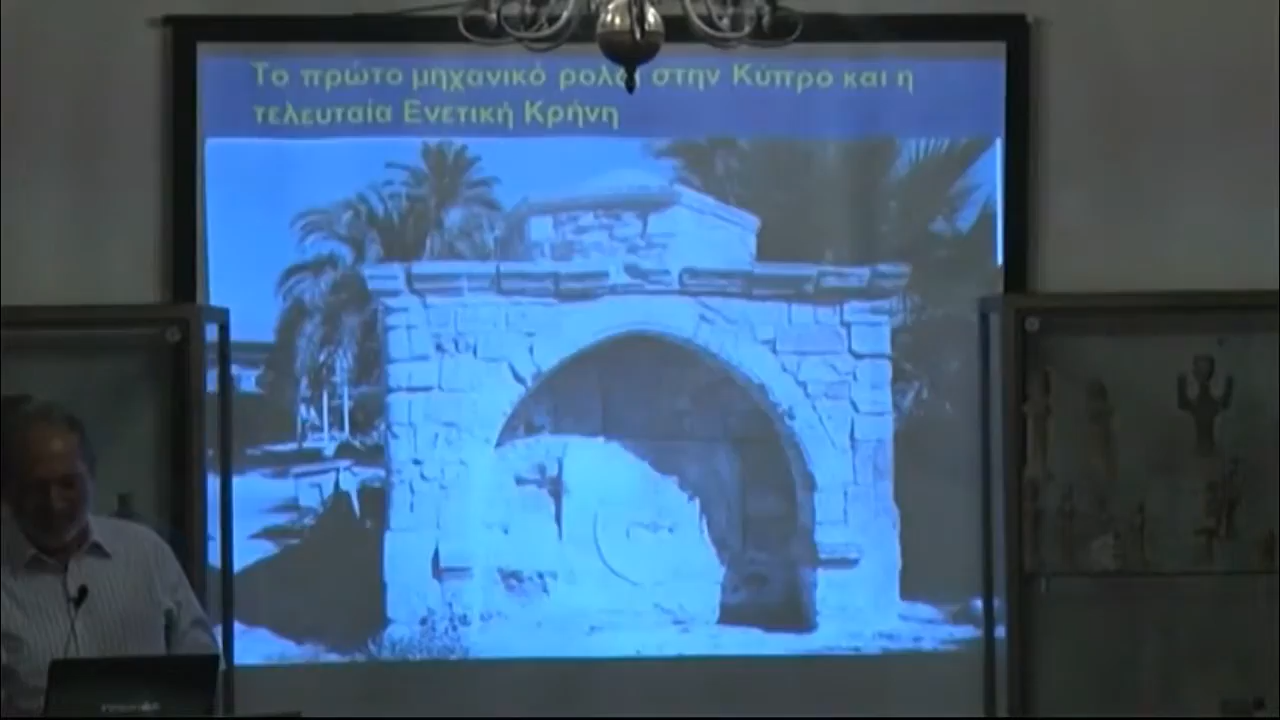 Το πρώτο μηχανικό ρολόι στην Κύπρο και η
τελευταία Ενετική Κρήνη